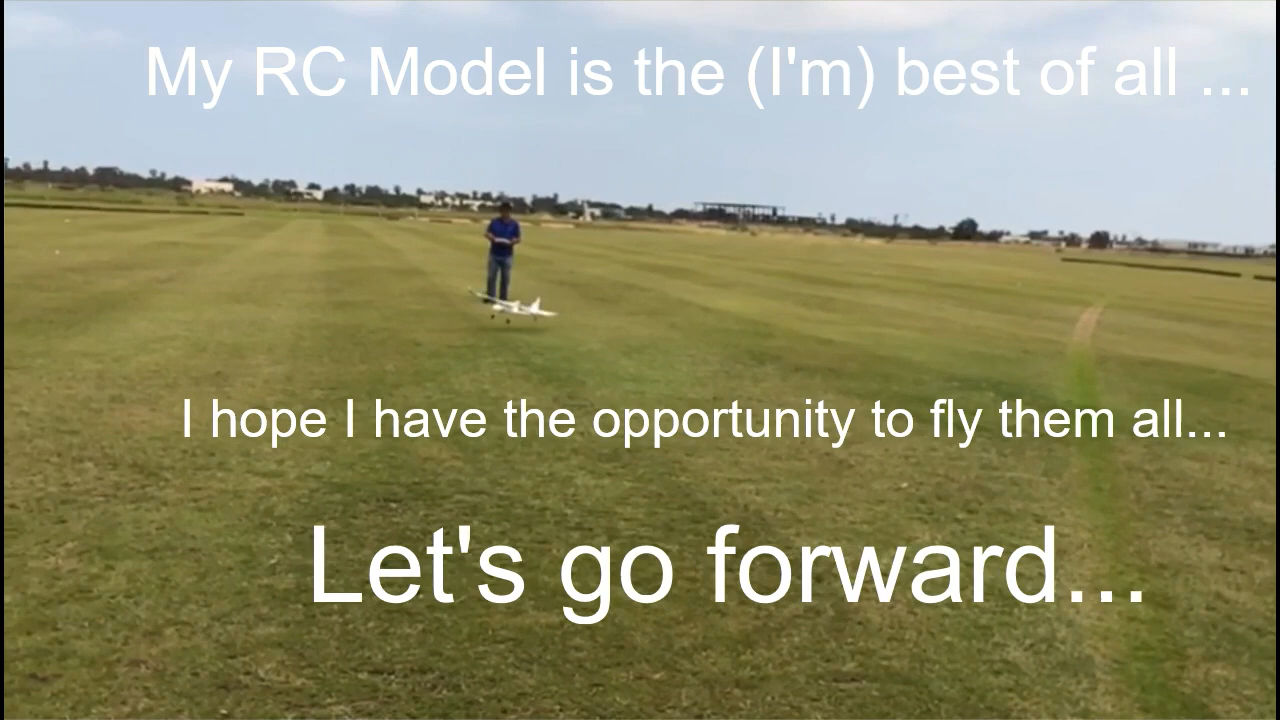 My RC Model is the (I'm) best of all ...
I hope I have the opportunity to fly them all...
Let's go forward...